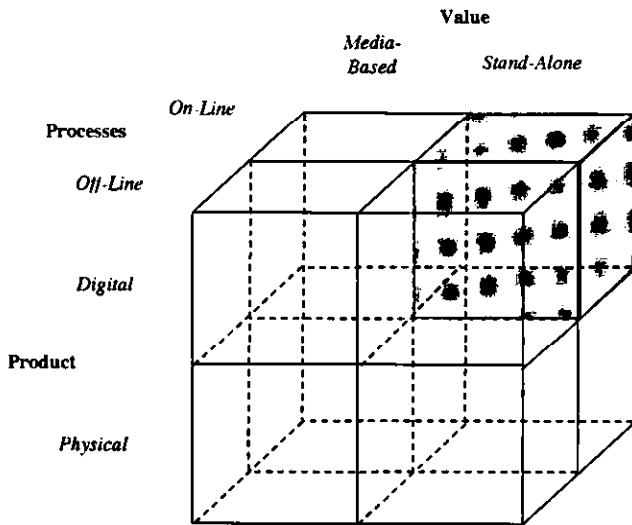 Value
Media-
Based
Stand-Alone
On-Line
Processes
Off-Line
Digital
Product
Physical